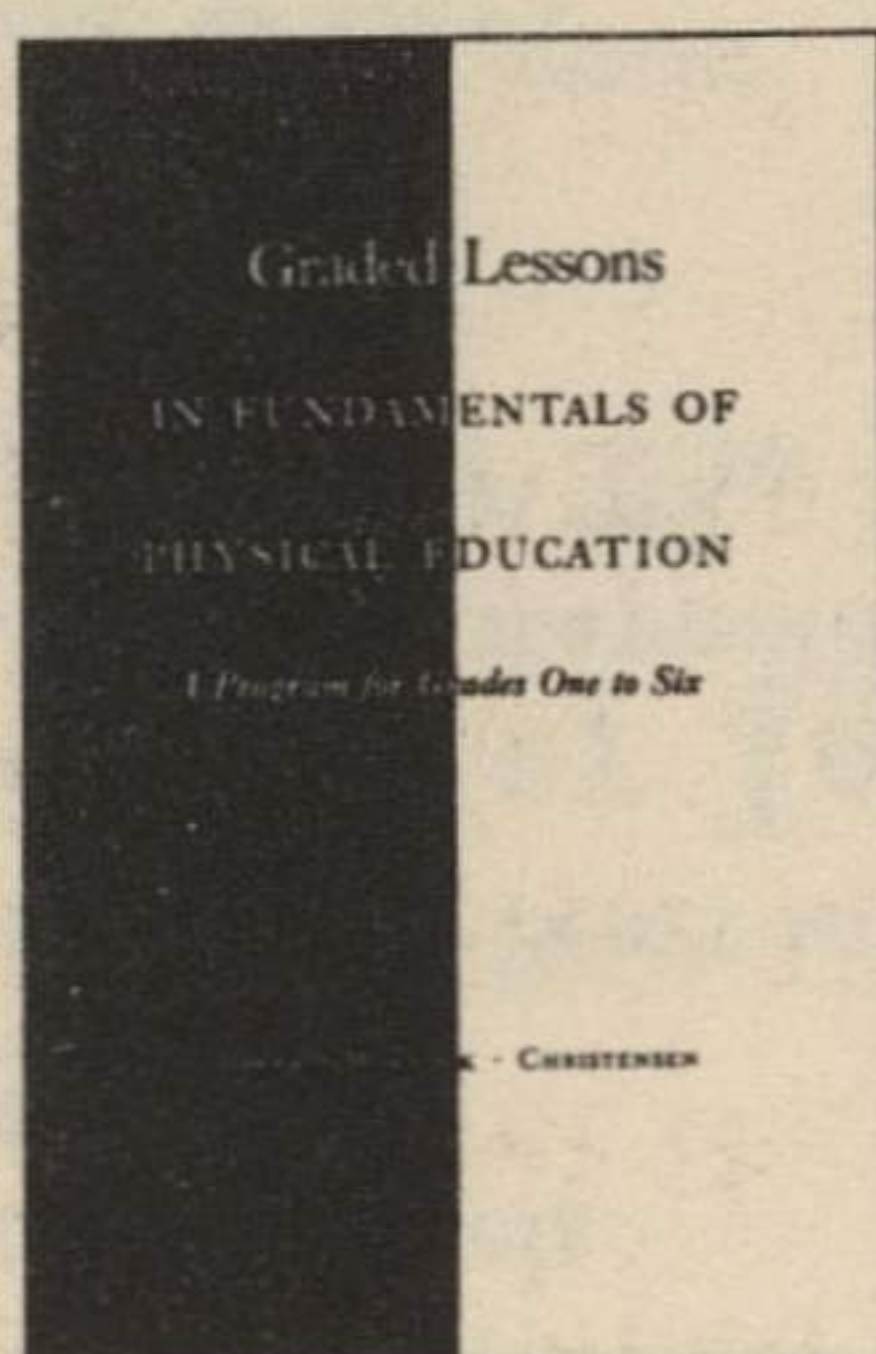 Graded Lessons
IN FUNDAMENTALS OF
PHYSICAL EDUCATION
A Program for Grades One to Six
· CHRISTENSEN